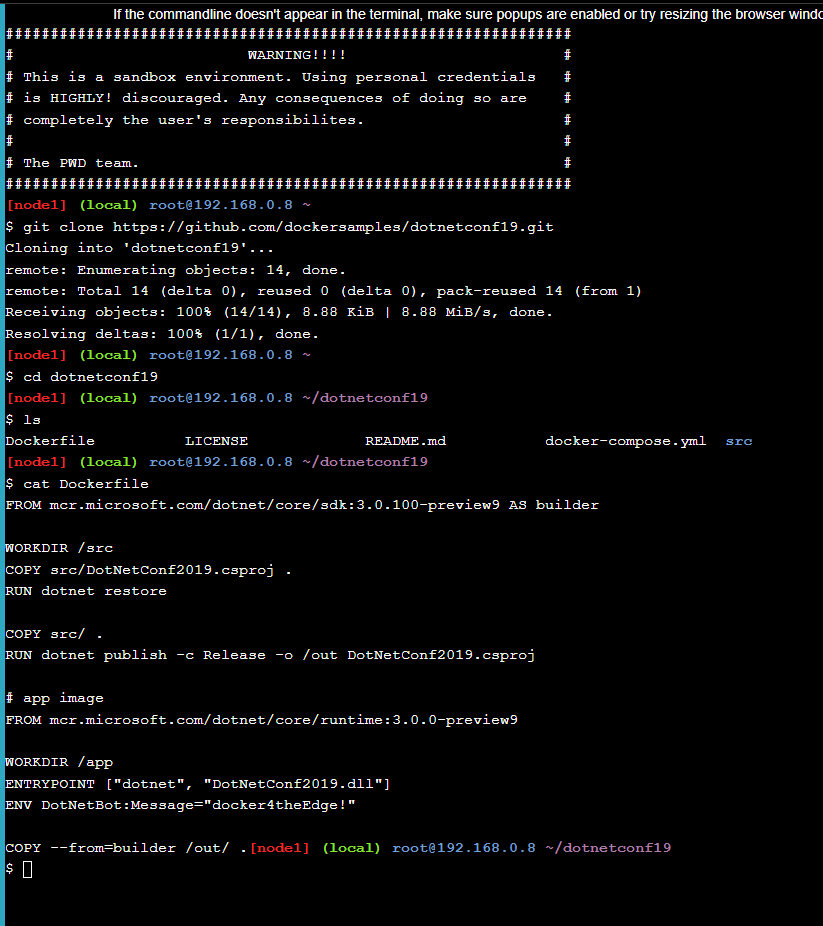 If the commandline doesn't appear in the terminal, make sure popups are enabled or try resizing the browser windo
###############################################################
#                          WARNING!!!!                        #
# This is a sandbox environment. Using personal credentials   #
# is HIGHLY! discouraged. Any consequences of doing so are    #
# completely the user's responsibilites.                      #
#                                                             #
# The PWD team.                                               #
###############################################################
[node1] (local) root@192.168.0.8 ~
$ git clone https://github.com/dockersamples/dotnetconf19.git
Cloning into 'dotnetconf19'...
remote: Enumerating objects: 14, done.
remote: Total 14 (delta 0), reused 0 (delta 0), pack-reused 14 (from 1)
Receiving objects: 100% (14/14), 8.88 KiB | 8.88 MiB/s, done.
Resolving deltas: 100% (1/1), done.
[node1] (local) root@192.168.0.8 ~
$ cd dotnetconf19
[node1] (local) root@192.168.0.8 ~/dotnetconf19
$ ls
Dockerfile          LICENSE             README.md           docker-compose.yml  src
[node1] (local) root@192.168.0.8 ~/dotnetconf19
$ cat Dockerfile
FROM mcr.microsoft.com/dotnet/core/sdk:3.0.100-preview9 AS builder

WORKDIR /src
COPY src/DotNetConf2019.csproj .
RUN dotnet restore

COPY src/ .
RUN dotnet publish -c Release -o /out DotNetConf2019.csproj

# app image
FROM mcr.microsoft.com/dotnet/core/runtime:3.0.0-preview9

WORKDIR /app
ENTRYPOINT ["dotnet", "DotNetConf2019.dll"]
ENV DotNetBot:Message="docker4theEdge!"

COPY --from=builder /out/ .[node1] (local) root@192.168.0.8 ~/dotnetconf19
$